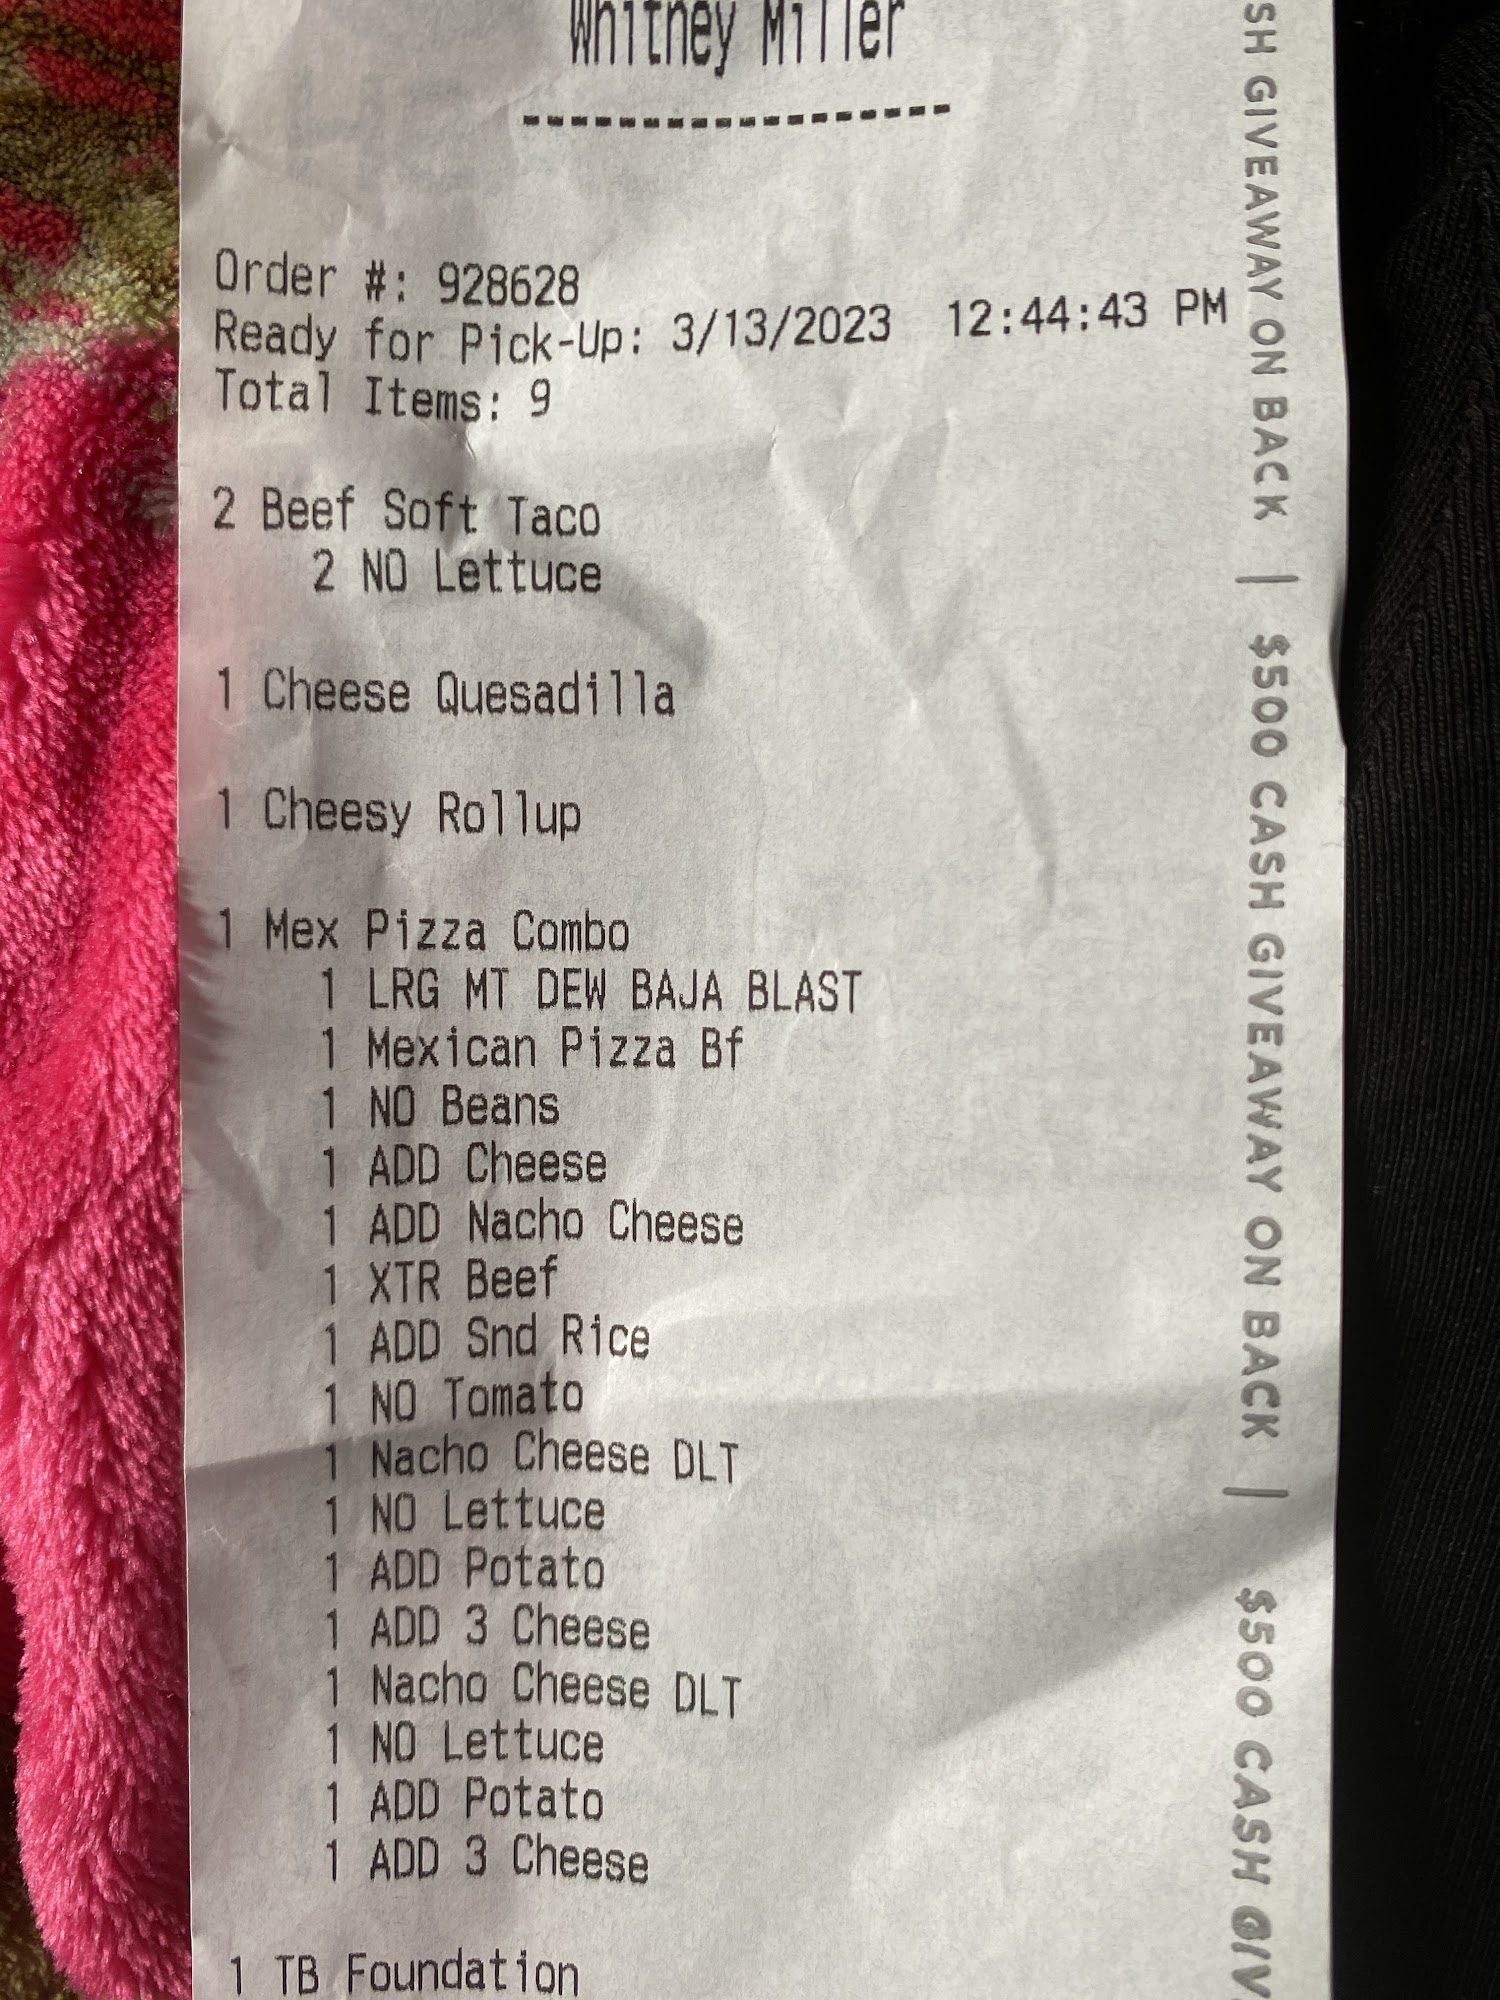 Whitney Miller
------------------
Order #: 928628
Ready for Pick-Up: 3/13/2023  12:44:43 PM
Total Items: 9
2 Beef Soft Taco
2 NO Lettuce
1 Cheese Quesadilla
1 Cheesy Rollup
1 Mex Pizza Combo
1 LRG MT DEW BAJA BLAST
1 Mexican Pizza Bf
1 NO Beans
1 ADD Cheese
1 ADD Nacho Cheese
1 XTR Beef
1 ADD Snd Rice
1 NO Tomato
1 Nacho Cheese DLT
1 NO Lettuce
1 ADD Potato
1 ADD 3 Cheese
1 Nacho Cheese DLT
1 NO Lettuce
1 ADD Potato
1 ADD 3 Cheese
1 TB Foundation
SH GIVEAWAY ON BACK | $500 CASH GIVEAWAY ON BACK | $500 CASH GIV